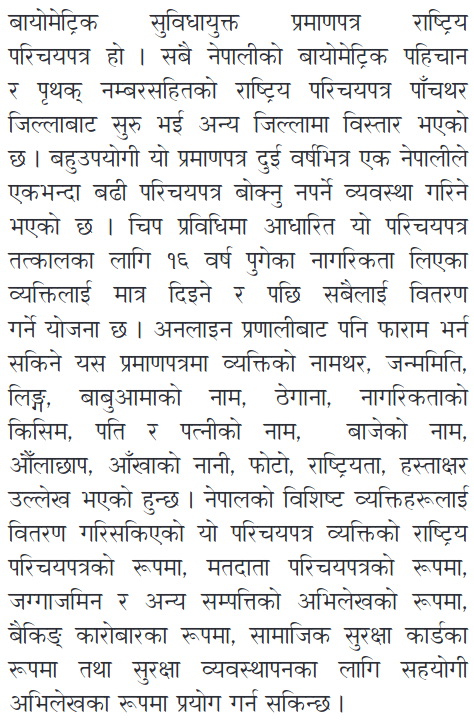 बायोमेट्रिक सुविधायुक्त प्रमाणपत्र राष्ट्रिय
परिचयपत्र हो । सबै नेपालीको बायोमेट्रिक पहिचान
र पृथक् नम्बरसहितको राष्ट्रिय परिचयपत्र पाँचथर
जिल्लाबाट सुरु भई अन्य जिल्लामा विस्तार भएको
छ । बहुउपयोगी यो प्रमाणपत्र दुई वर्षभित्र एक नेपालीले
एकभन्दा बढी परिचयपत्र बोक्नु नपर्ने व्यवस्था गरिने
भएको छ । चिप प्रविधिमा आधारित यो परिचयपत्र
तत्कालका लागि १६ वर्ष पुगेका नागरिकता लिएका
व्यक्तिलाई मात्र दिइने र पछि सबैलाई वितरण
गर्ने योजना छ । अनलाइन प्रणालीबाट पनि फाराम भर्न
सकिने यस प्रमाणपत्रमा व्यक्तिको नामथर, जन्ममिति,
लिङ्ग, बाबुआमाको नाम, ठेगाना, नागरिकताको
किसिम, पति र पत्नीको नाम, बाजेको नाम,
औँलाछाप, आँखाको नानी, फोटो, राष्ट्रियता, हस्ताक्षर
उल्लेख भएको हुन्छ । नेपालको विशिष्ट व्यक्तिहरूलाई
वितरण गरिसकिएको यो परिचयपत्र व्यक्तिको राष्ट्रिय
परिचयपत्रको रूपमा, मतदाता परिचयपत्रको रूपमा,
जग्गाजमिन र अन्य सम्पत्तिको अभिलेखको रूपमा,
बैकिङ् कारोबारका रूपमा, सामाजिक सुरक्षा कार्डका
रूपमा तथा सुरक्षा व्यवस्थापनका लागि सहयोगी
अभिलेखका रूपमा प्रयोग गर्न सकिन्छ ।